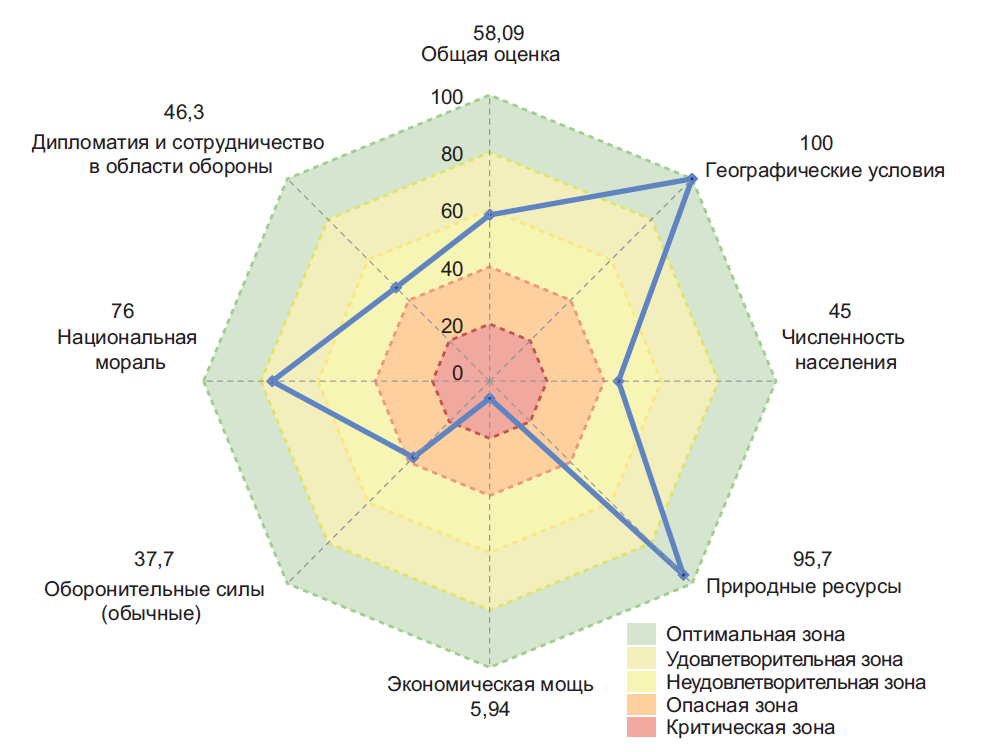 58,09
Общая оценка
46,3
Дипломатия и сотрудничество
в области обороны
100
Географические условия
100
80
60
40
20
0
76
Национальная
мораль
45
Численность
населения
37,7
Оборонительные силы
(обычные)
95,7
Природные ресурсы
Экономическая мощь
5,94
Оптимальная зона
Удовлетворительная зона
Неудовлетворительная зона
Опасная зона
Критическая зона